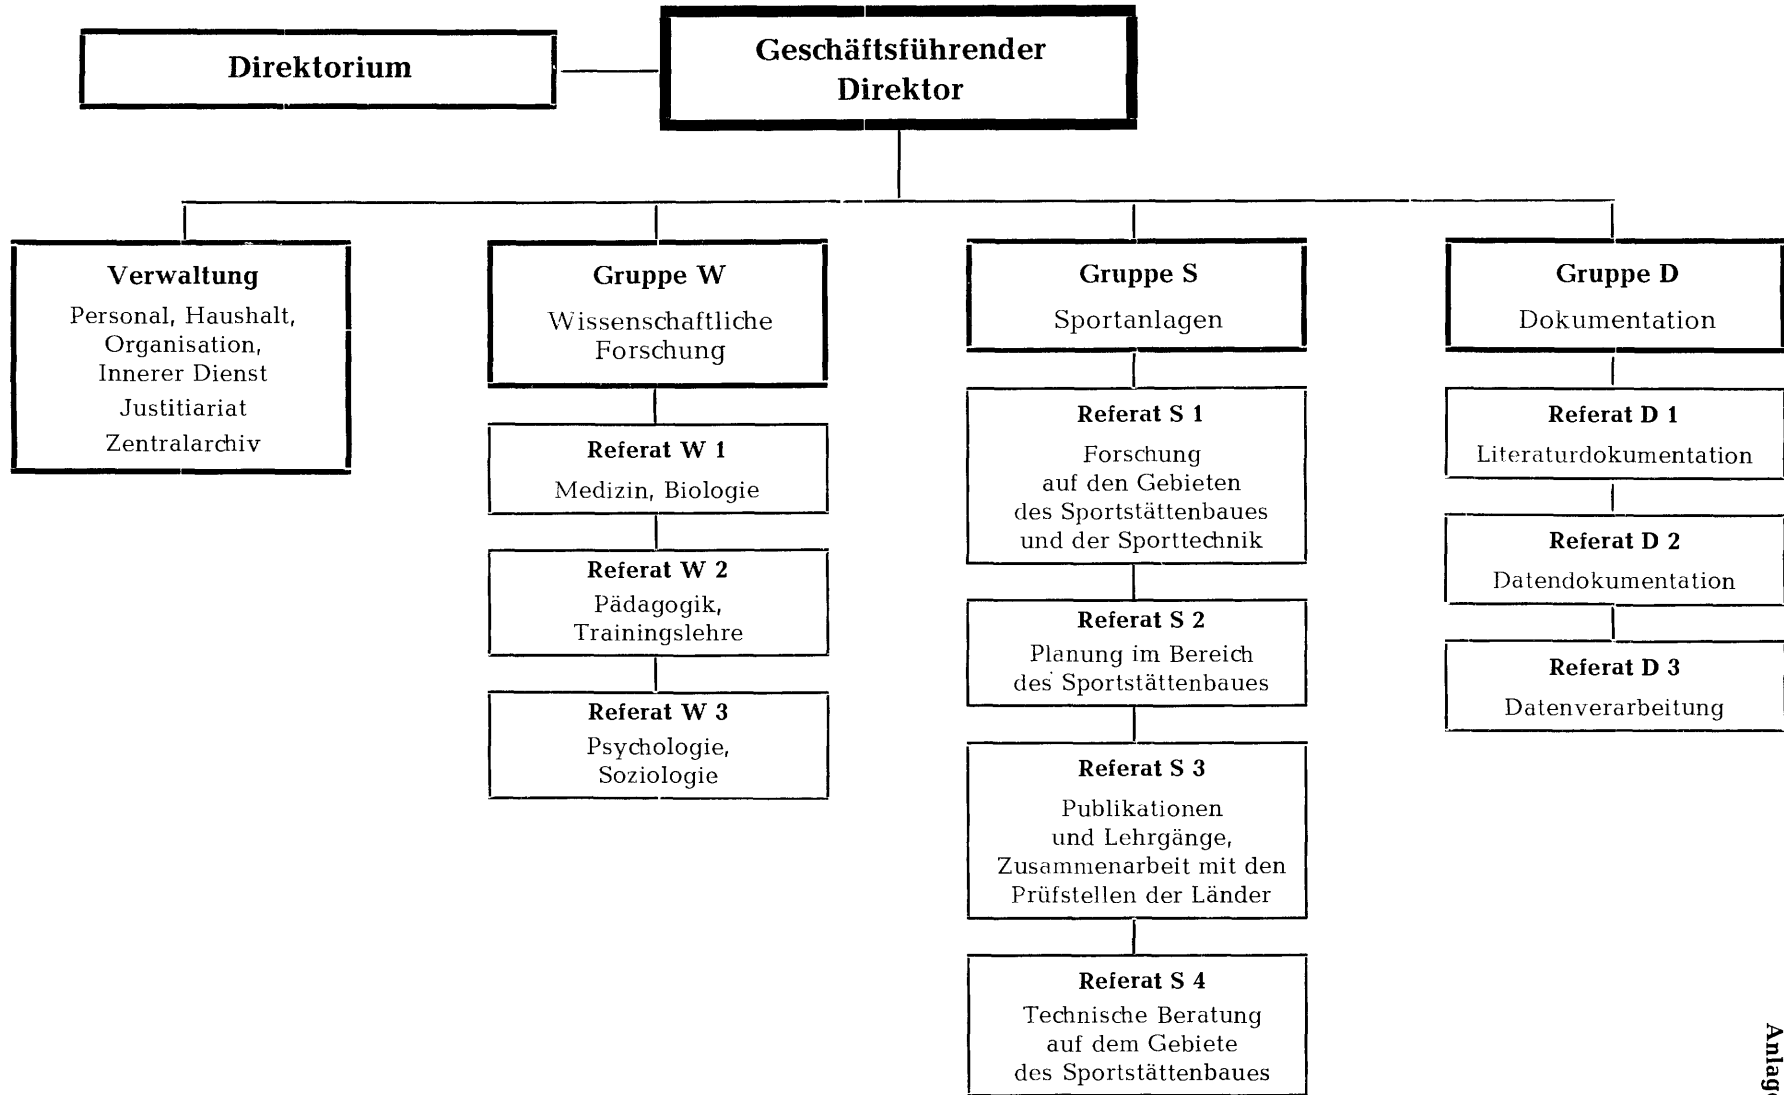 Direktorium
Geschäftsführender
Direktor
Verwaltung
Personal, Haushalt,
Organisation,
Innerer Dienst
Justitiariat
Zentralarchiv
Gruppe W
Wissenschaftliche
Forschung
Referat W 1
Medizin, Biologie
Referat W 2
Pädagogik,
Trainingslehre
Referat W 3
Psychologie,
Soziologie
Gruppe S
Sportanlagen
Referat S 1
Forschung
auf den Gebieten
des Sportstättenbaues
und der Sporttechnik
Referat S 2
Planung im Bereich
des Sportstättenbaues
Referat S 3
Publikationen
und Lehrgänge,
Zusammenarbeit mit den
Prüfstellen der Länder
Referat S 4
Technische Beratung
auf dem Gebiete
des Sportstättenbaues
Gruppe D
Dokumentation
Referat D 1
Literaturdokumentation
Referat D 2
Datendokumentation
Referat D 3
Datenverarbeitung
Anlage